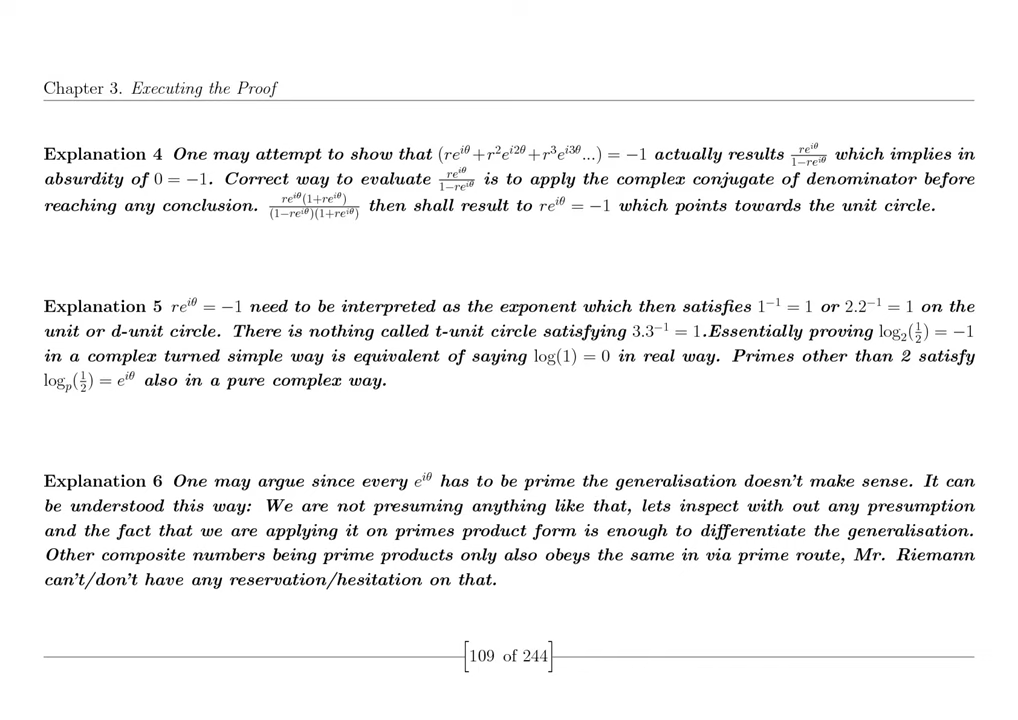 Chapter 3. Executing the Proof
Explanation 4 One may attempt to show that (re^{iθ}+r^2e^{i2θ}+r^3e^{i3θ}...) = −1 actually results \frac{re^{iθ}}{1−re^{iθ}} which implies in
absurdity of 0 = −1. Correct way to evaluate \frac{re^{iθ}}{1−re^{iθ}} is to apply the complex conjugate of denominator before
reaching any conclusion. \frac{re^{iθ}(1+re^{iθ})}{(1−re^{iθ})(1+re^{iθ})} then shall result to re^{iθ} = −1 which points towards the unit circle.
Explanation 5 re^{iθ} = −1 need to be interpreted as the exponent which then satisfies 1^{−1} = 1 or 2.2^{−1} = 1 on the
unit or d-unit circle. There is nothing called t-unit circle satisfying 3.3^{−1} = 1.Essentially proving log_2(\frac{1}{2}) = −1
in a complex turned simple way is equivalent of saying log(1) = 0 in real way. Primes other than 2 satisfy
log_p(\frac{1}{2}) = e^{iθ} also in a pure complex way.
Explanation 6 One may argue since every e^{iθ} has to be prime the generalisation doesn't make sense. It can
be understood this way: We are not presuming anything like that, lets inspect with out any presumption
and the fact that we are applying it on primes product form is enough to differentiate the generalisation.
Other composite numbers being prime products only also obeys the same in via prime route, Mr. Riemann
can't/don't have any reservation/hesitation on that.
[109 of 244]